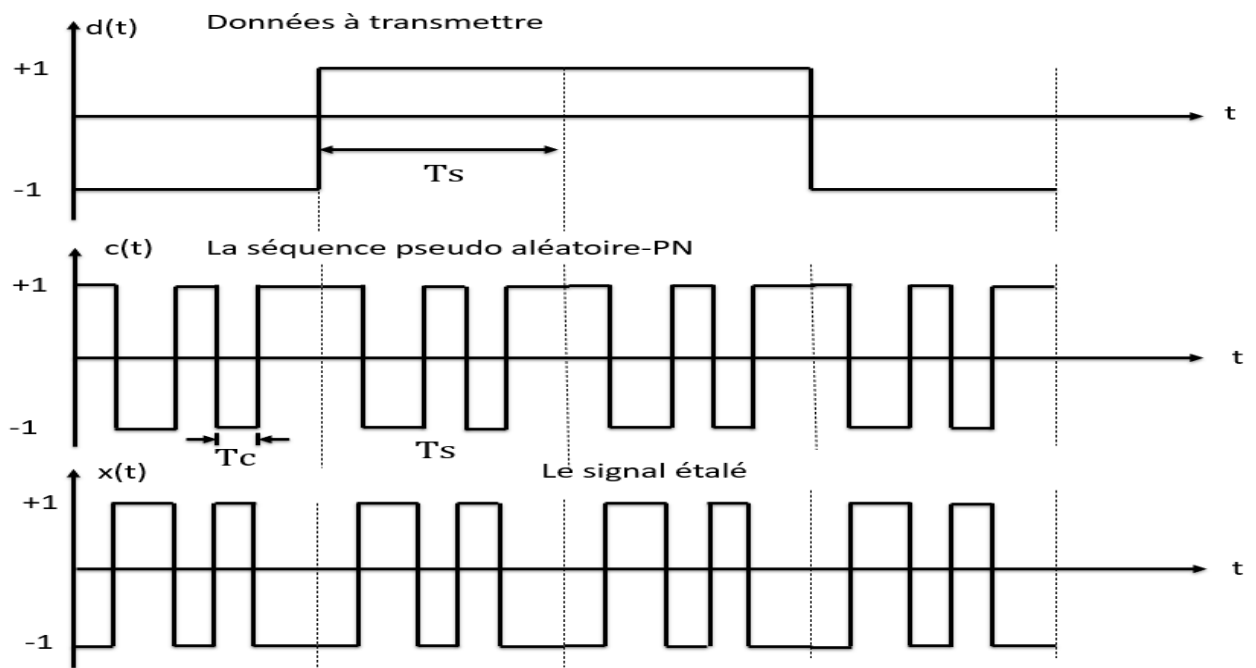 d(t) Données à transmettre
+1
t
Ts
-1
c(t) La séquence pseudo aléatoire-PN
+1
t
-1
Tc Ts
x(t) Le signal étalé
+1
t
-1